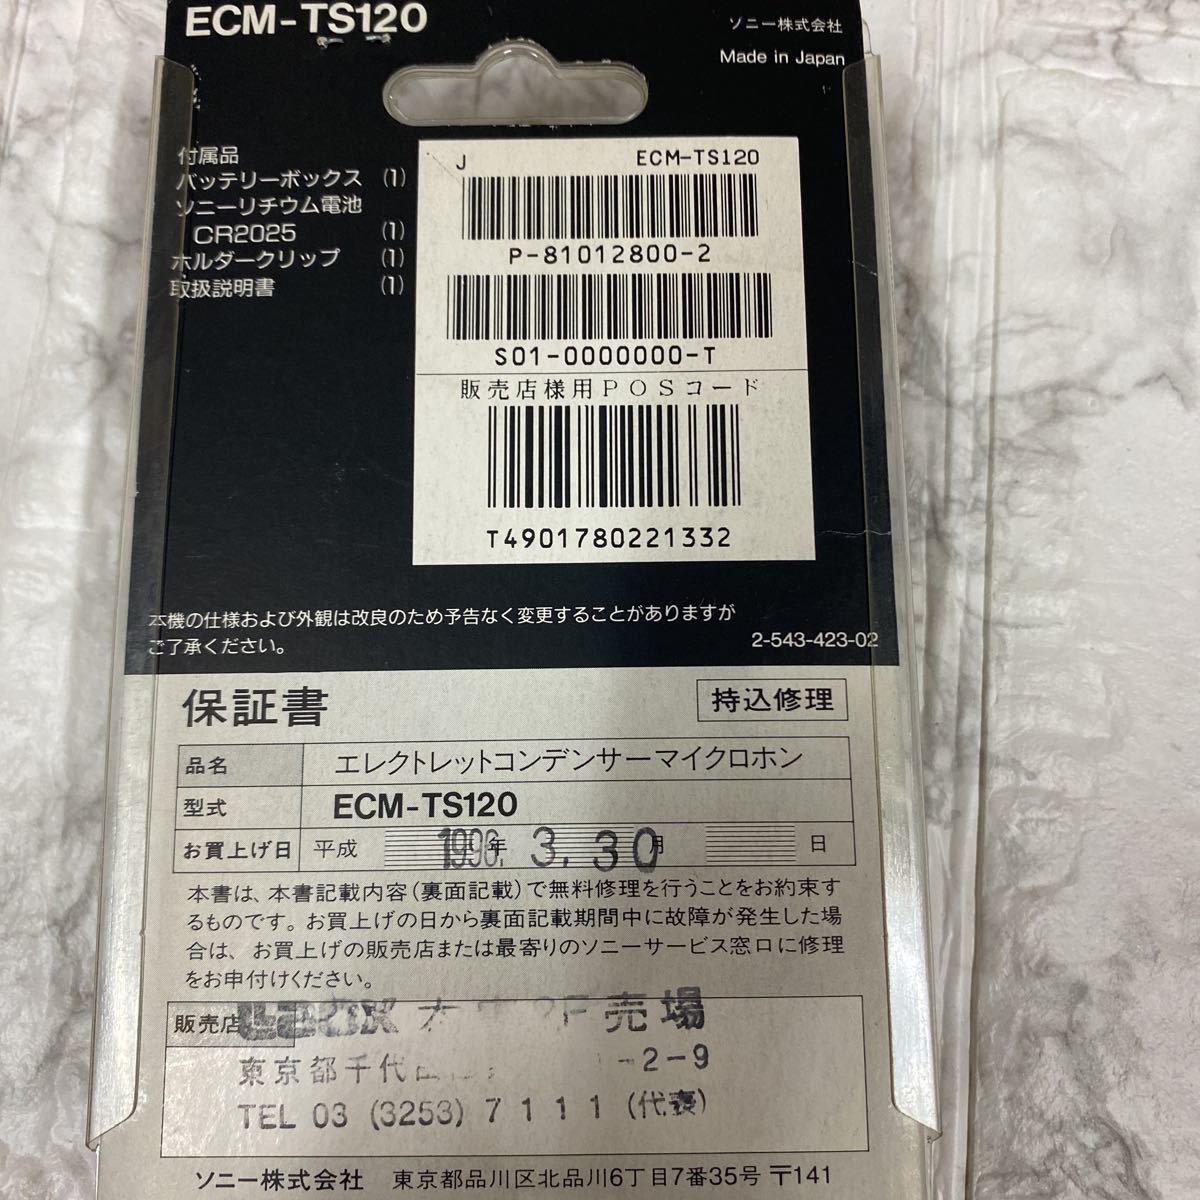 ECM-TS120
ソニー株式会社
Made in Japan
付属品
バッテリーボックス (1)
ソニーリチウム電池
CR2025 (1)
ホルダークリップ (1)
取扱説明書 (1)
J ECM-TS120
P-81012800-2
S01-0000000-T
販売店様用POSコード
T4901780221332
本機の仕様および外観は改良のため予告なく変更することがありますが
ご了承ください。
2-543-423-02
保証書
持込修理
品名 エレクトレットコンデンサーマイクロホン
型式 ECM-TS120
お買上げ日 平成 年 3.30 月 日
本書は、本書記載内容(裏面記載)で無料修理を行うことをお約束す
るものです。お買上げの日から裏面記載期間中に故障が発生した場
合は、お買上げの販売店または最寄りのソニーサービス窓口に修理
をお申付けください。
販売店 売場
東京都千代 -2-9
TEL 03 (3253) 7111 (代表)
ソニー株式会社 東京都品川区北品川6丁目7番35号 〒141